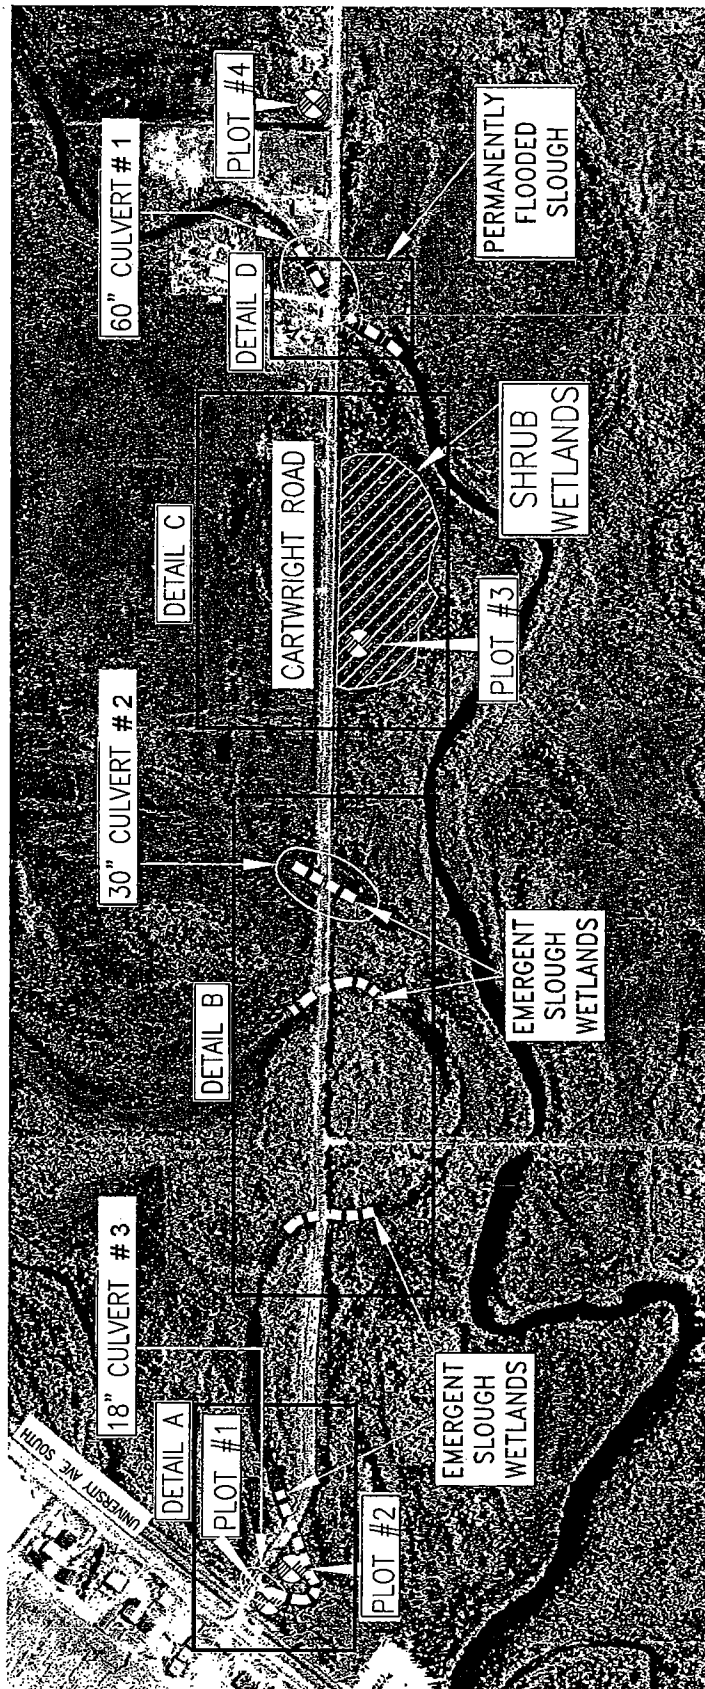 UNIVERSITY AVE. SOUTH
18" CULVERT #3
DETAIL A
PLOT #1
PLOT #2
EMERGENT
SLOUGH
WETLANDS
DETAIL B
30" CULVERT #2
EMERGENT
SLOUGH
WETLANDS
DETAIL C
CARTWRIGHT ROAD
PLOT #3
SHRUB
WETLANDS
60" CULVERT #1
DETAIL D
PLOT #4
PERMANENTLY
FLOODED
SLOUGH